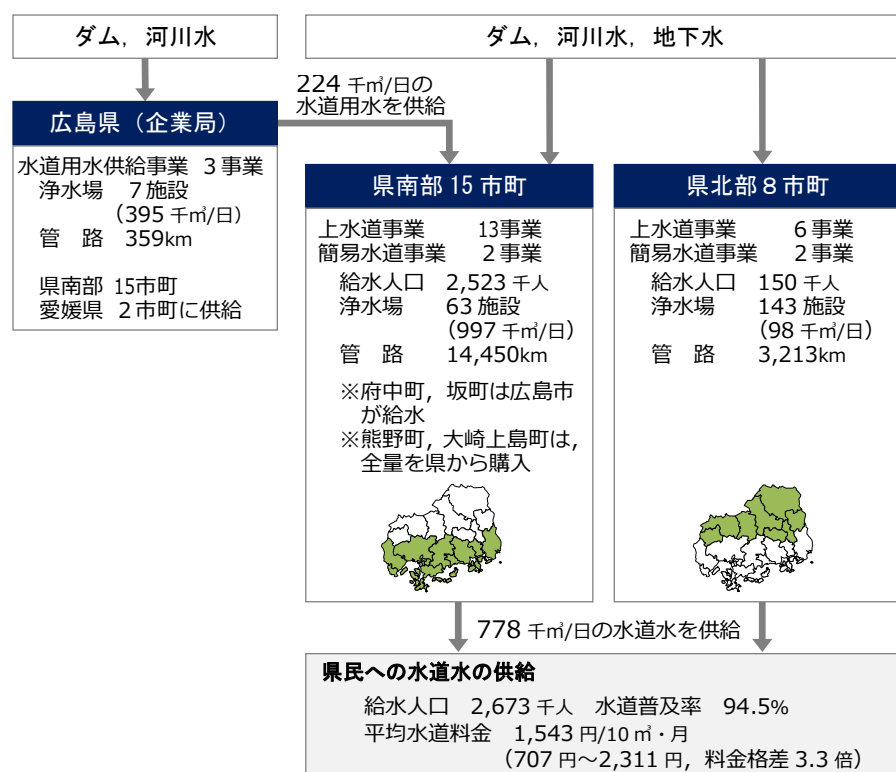 ダム，河川水
ダム，河川水，地下水
224 千㎥/日の
水道用水を供給
広島県（企業局）
水道用水供給事業 ３事業
浄水場 ７施設
（395 千㎥/日）
管　路 359km
県南部 15市町
愛媛県 ２市町に供給
県南部 15 市町
上水道事業 13事業
簡易水道事業 ２事業
給水人口 2,523 千人
浄水場 63 施設
（997 千㎥/日）
管　路 14,450km
※府中町，坂町は広島市
が給水
※熊野町，大崎上島町は，
全量を県から購入
県北部８市町
上水道事業 ６事業
簡易水道事業 ２事業
給水人口 150 千人
浄水場 143 施設
（98 千㎥/日）
管　路 3,213km
778 千㎥/日の水道水を供給
県民への水道水の供給
給水人口 2,673 千人 水道普及率 94.5%
平均水道料金 1,543 円/10 ㎥・月
（707 円～2,311 円，料金格差 3.3 倍）